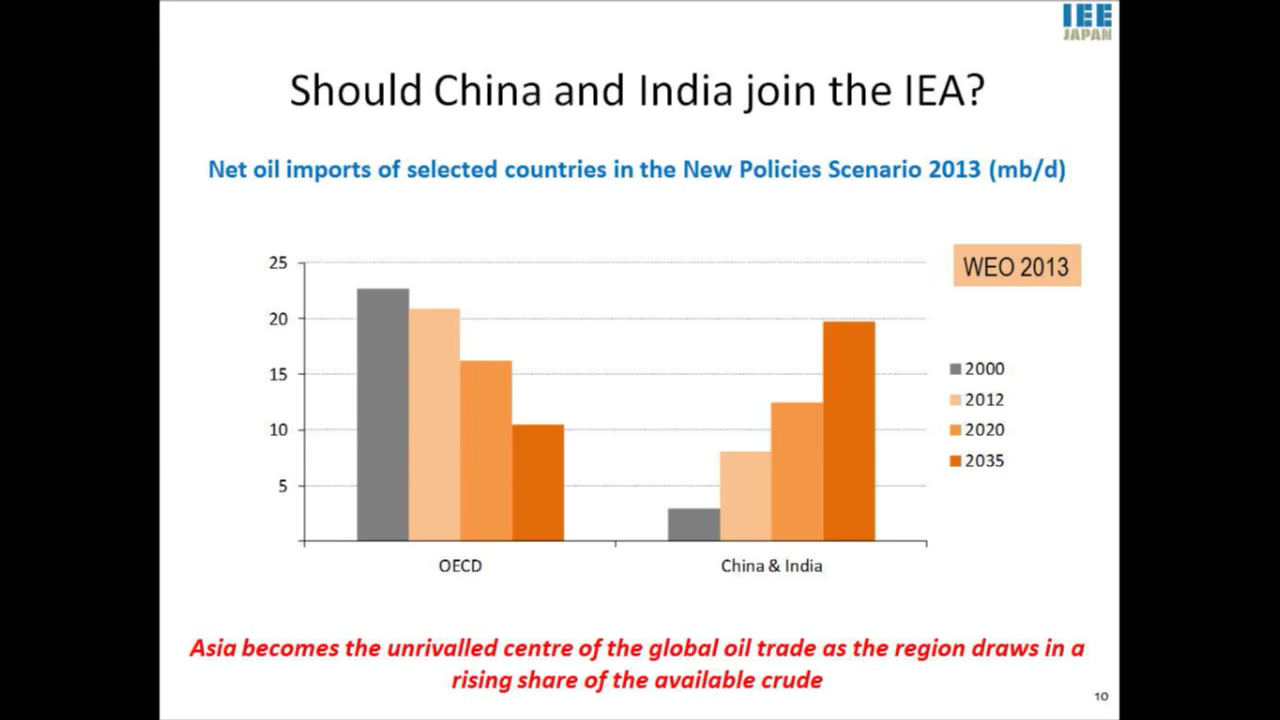 IEE
JAPAN
Should China and India join the IEA?
Net oil imports of selected countries in the New Policies Scenario 2013 (mb/d)
WEO 2013
25
20
15
10
5
2000
2012
2020
2035
OECD
China & India
Asia becomes the unrivalled centre of the global oil trade as the region draws in a
rising share of the available crude
10